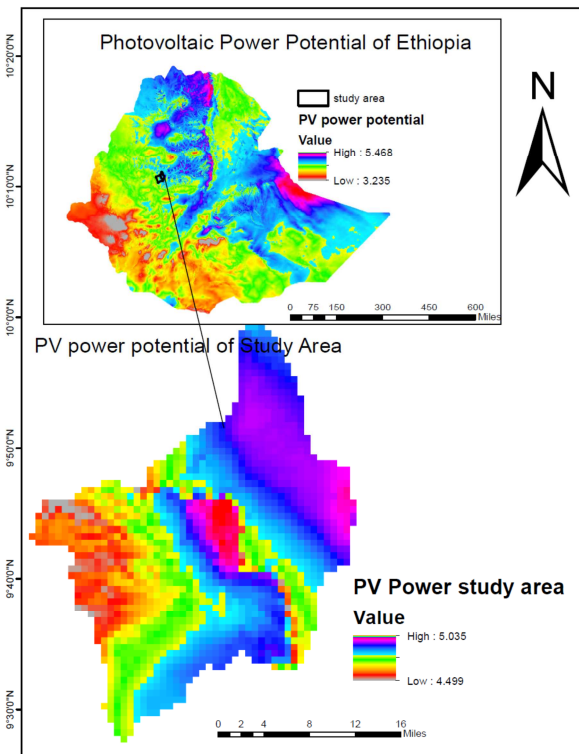 Photovoltaic Power Potential of Ethiopia
study area
PV power potential
Value
High : 5.468
Low : 3.235
0 75 150 300 450 600
Miles
N
PV power potential of Study Area
PV Power study area
Value
High : 5.035
Low : 4.499
0 2 4 8 12 16
Miles
10°20'0"N
10°10'0"N
10°0'0"N
9°50'0"N
9°40'0"N
9°30'0"N